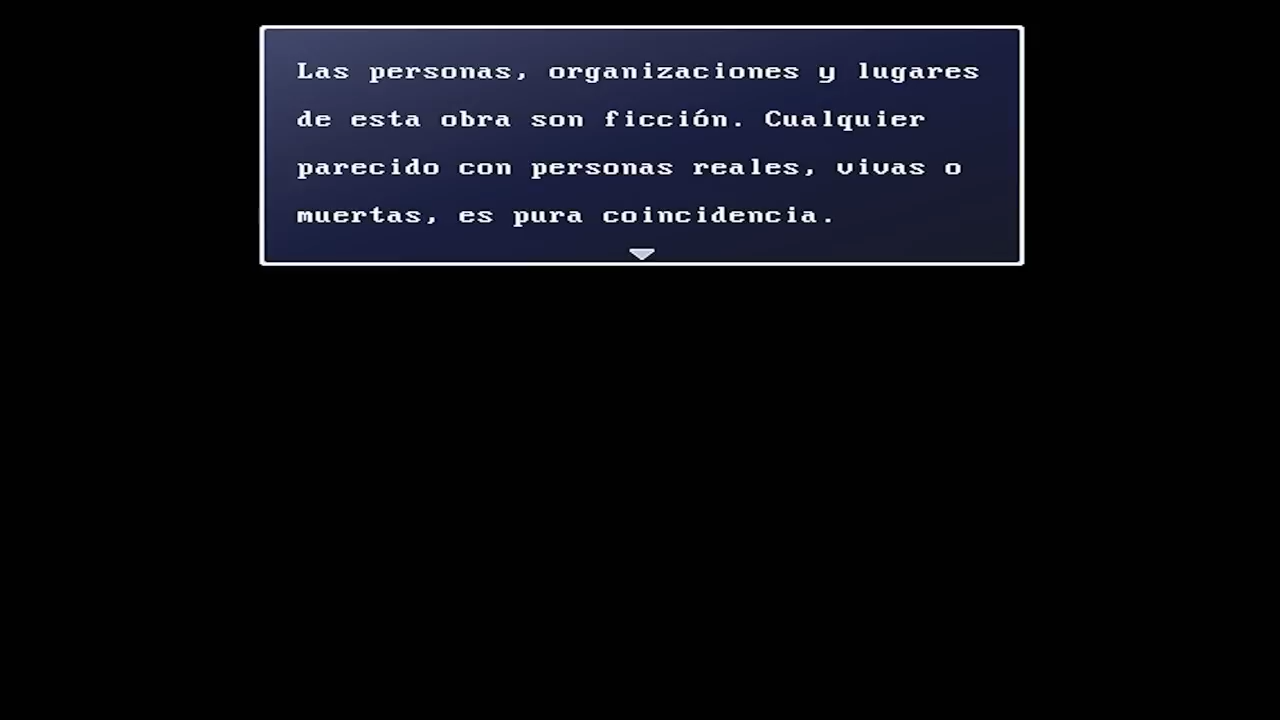 Las personas, organizaciones y lugares
de esta obra son ficción. Cualquier
parecido con personas reales, vivas o
muertas, es pura coincidencia.